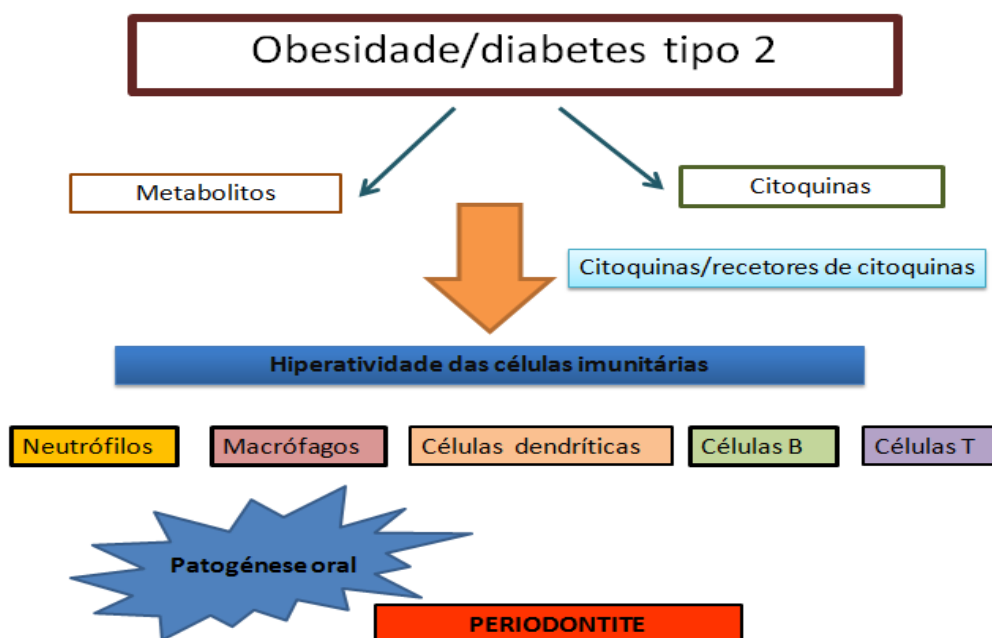 Obesidade/diabetes tipo 2
Metabolitos
Citoquinas
Citoquinas/recetores de citoquinas
Hiperatividade das células imunitárias
Neutrófilos
Macrófagos
Células dendríticas
Células B
Células T
Patogénese oral
PERIODONTITE